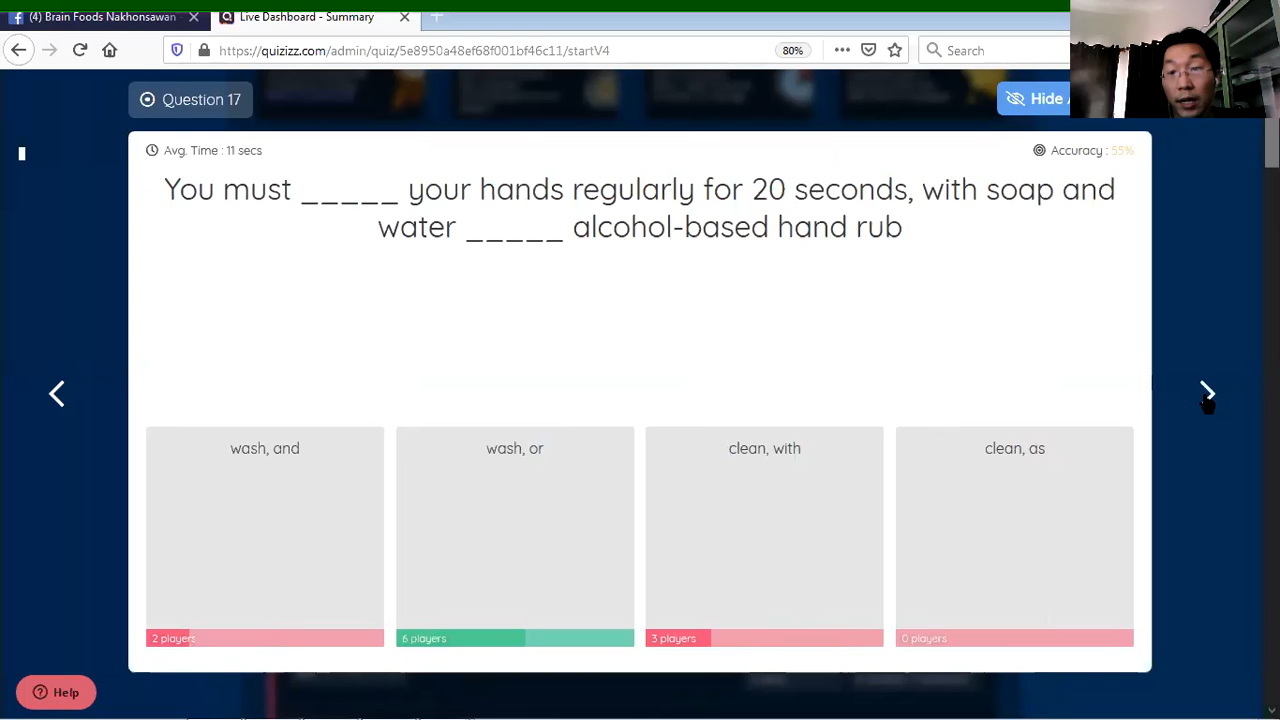 (4) Brain Foods Nakhonsawan
Live Dashboard - Summary
https://quizizz.com/admin/quiz/5e8950a48ef68f001bf46c11/startV4
80%
Search
Question 17
Hide
Avg. Time : 11 secs
Accuracy : 55%
You must _____ your hands regularly for 20 seconds, with soap and
water _____ alcohol-based hand rub
wash, and
wash, or
clean, with
clean, as
2 players
6 players
3 players
0 players
Help